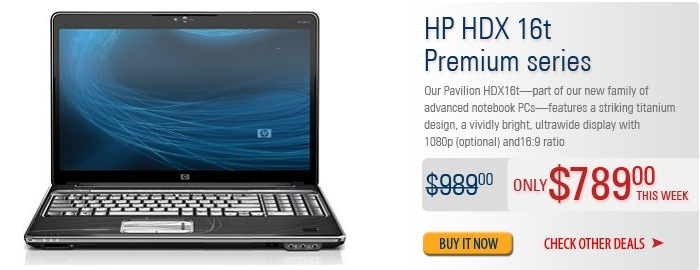 HP HDX 16t
Premium series
Our Pavilion HDX16t—part of our new family of
advanced notebook PCs—features a striking titanium
design, a vividly bright, ultrawide display with
1080p (optional) and16:9 ratio
$98900
ONLY $78900
THIS WEEK
BUY IT NOW
CHECK OTHER DEALS
hp